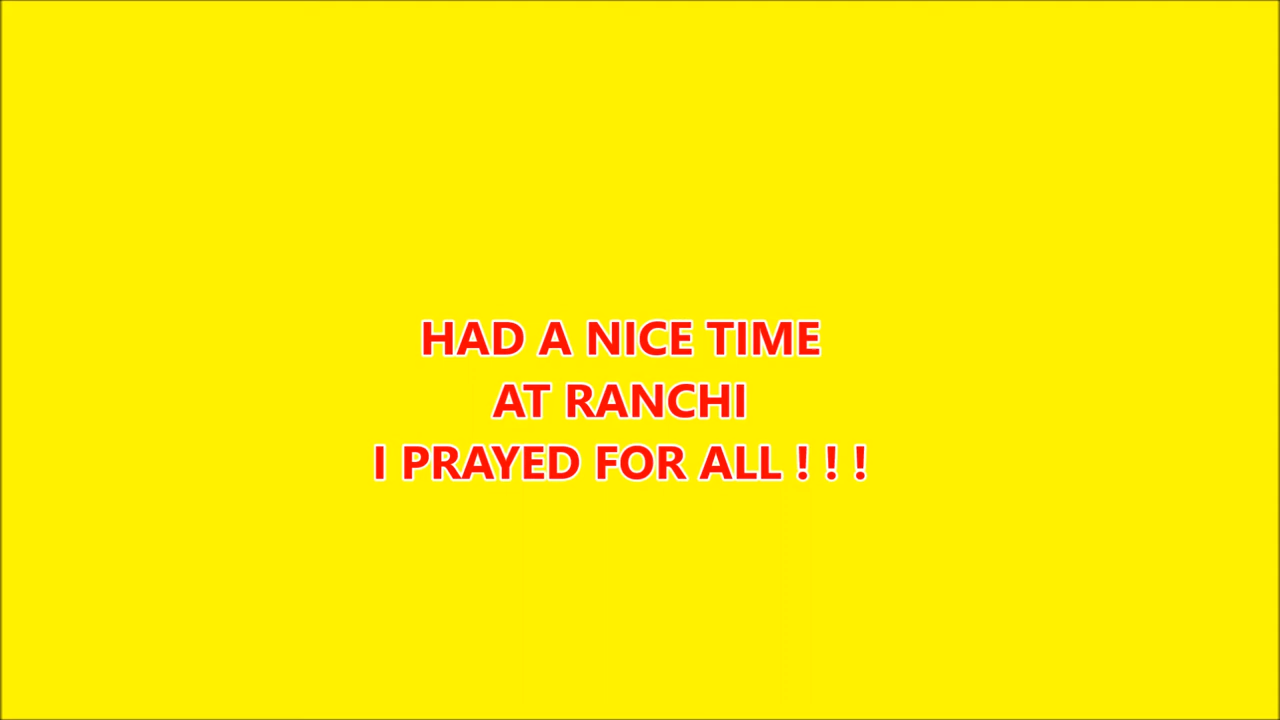 HAD A NICE TIME
AT RANCHI
I PRAYED FOR ALL ! ! !